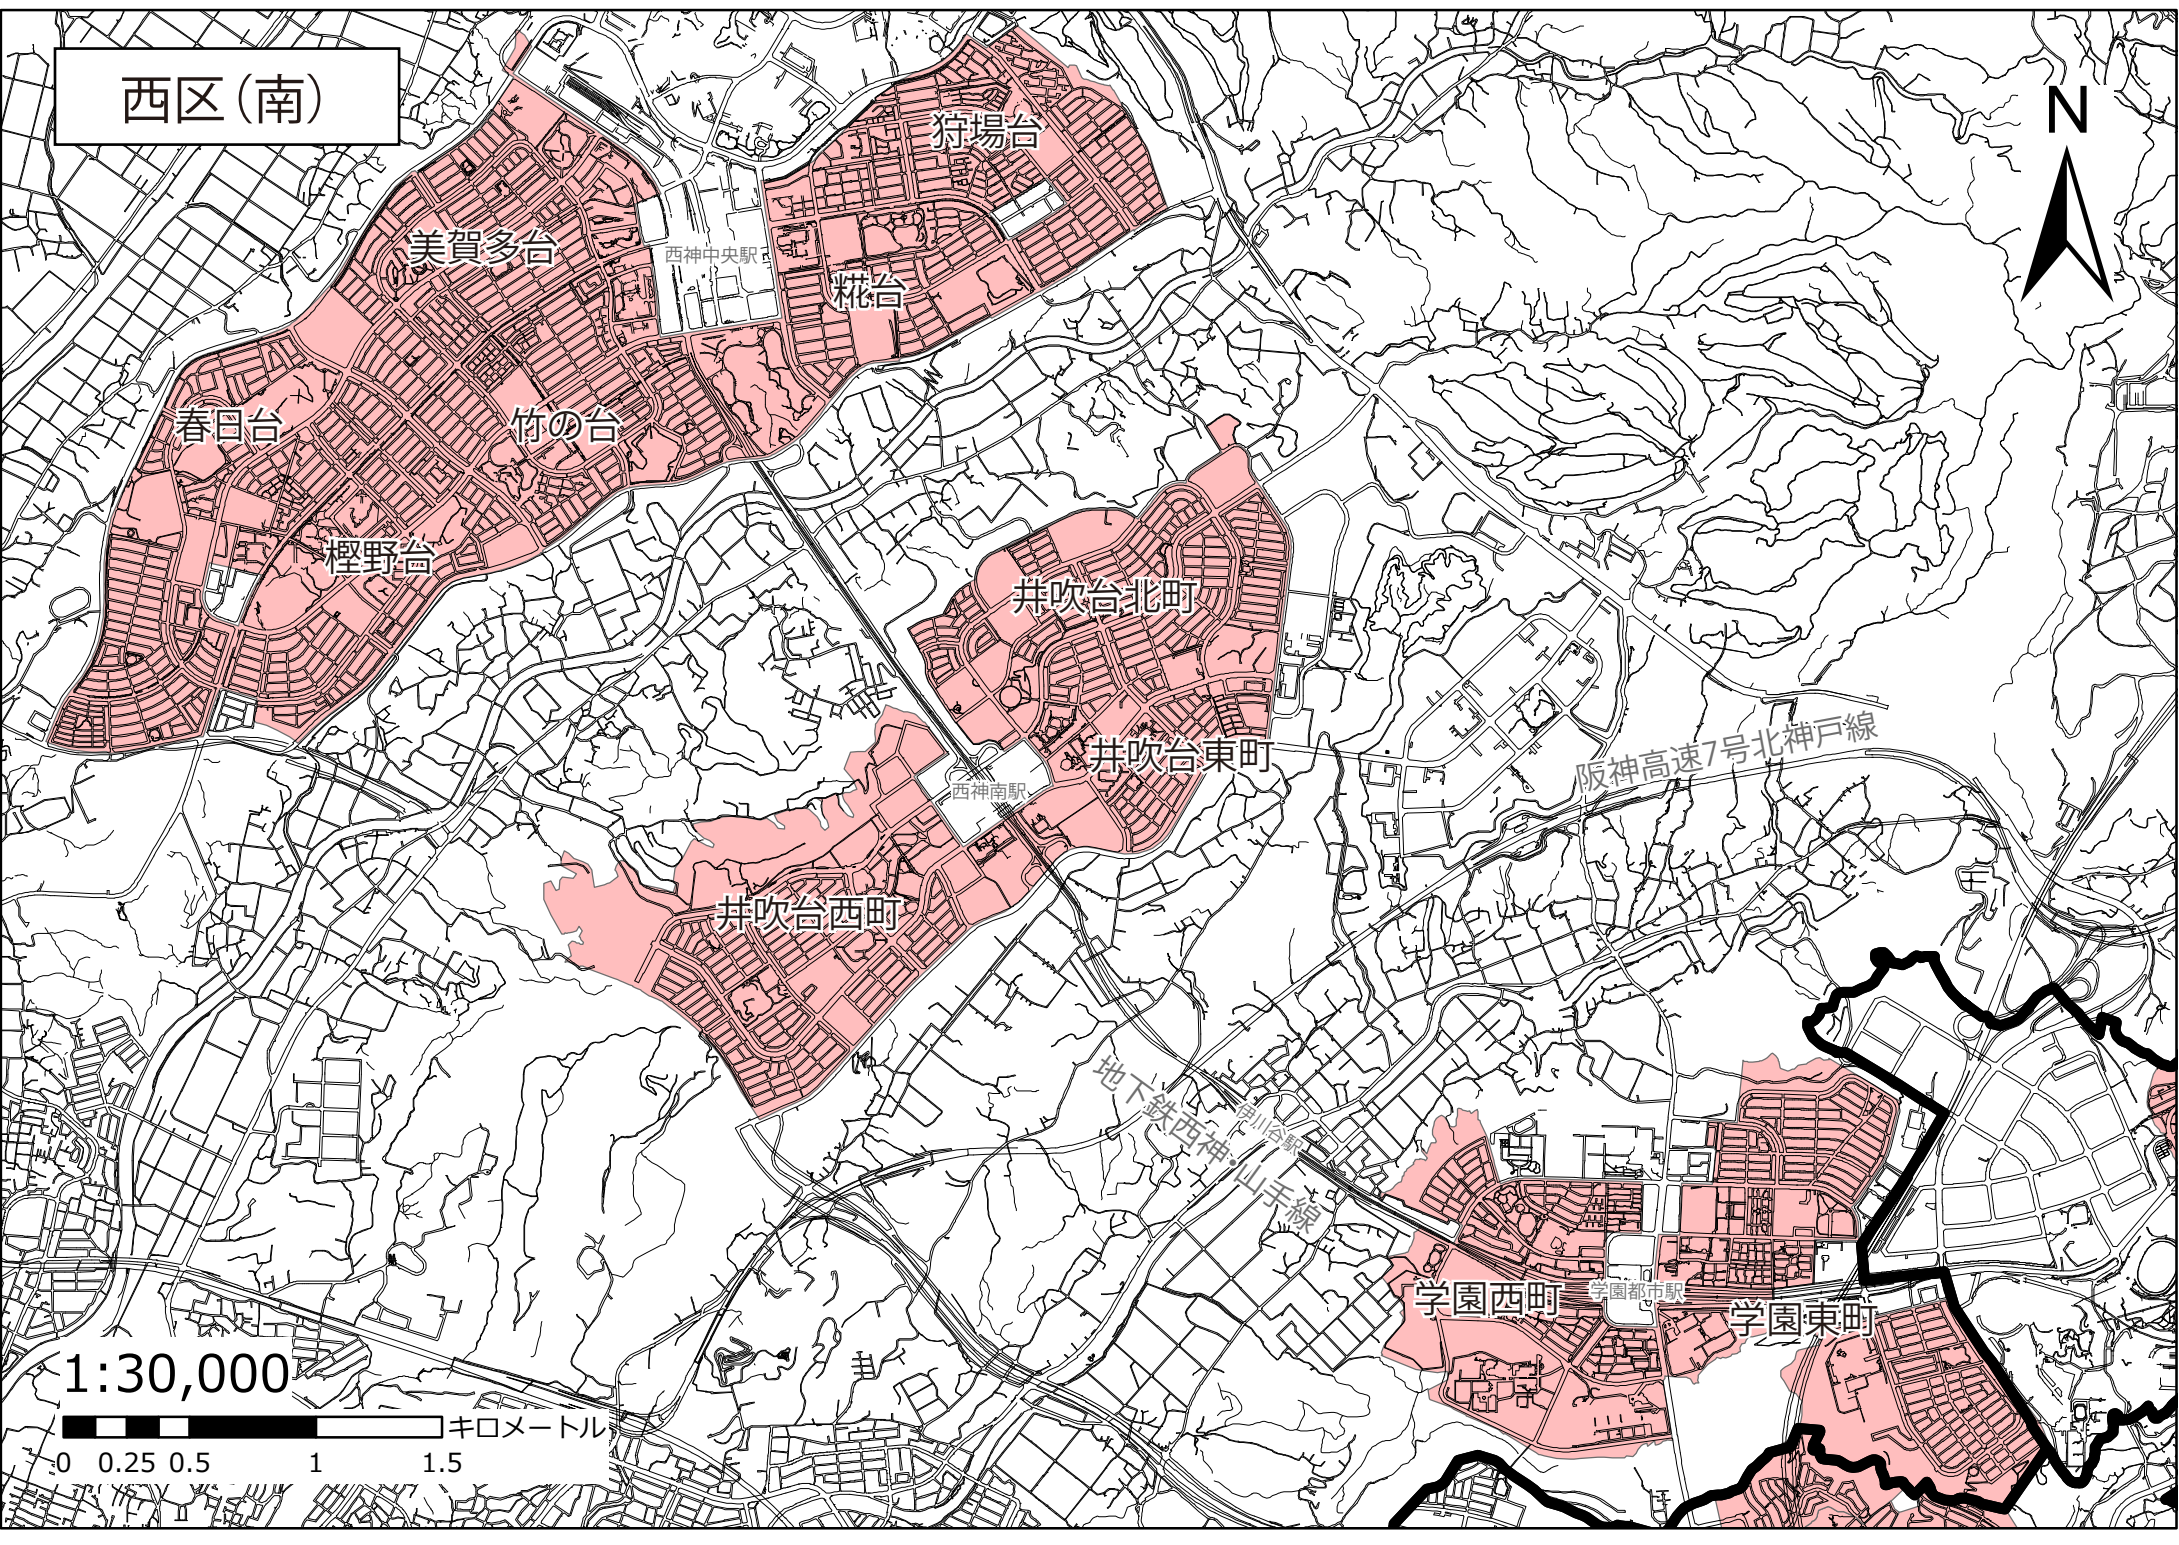 西区（南）
N
狩場台
美賀多台
西神中央駅
糀台
春日台
竹の台
樫野台
井吹台北町
井吹台東町
阪神高速7号北神戸線
西神南駅
井吹台西町
地下鉄西神・山手線
伊川谷駅
学園西町
学園都市駅
学園東町
1:30,000
キロメートル
0 0.25 0.5 1 1.5